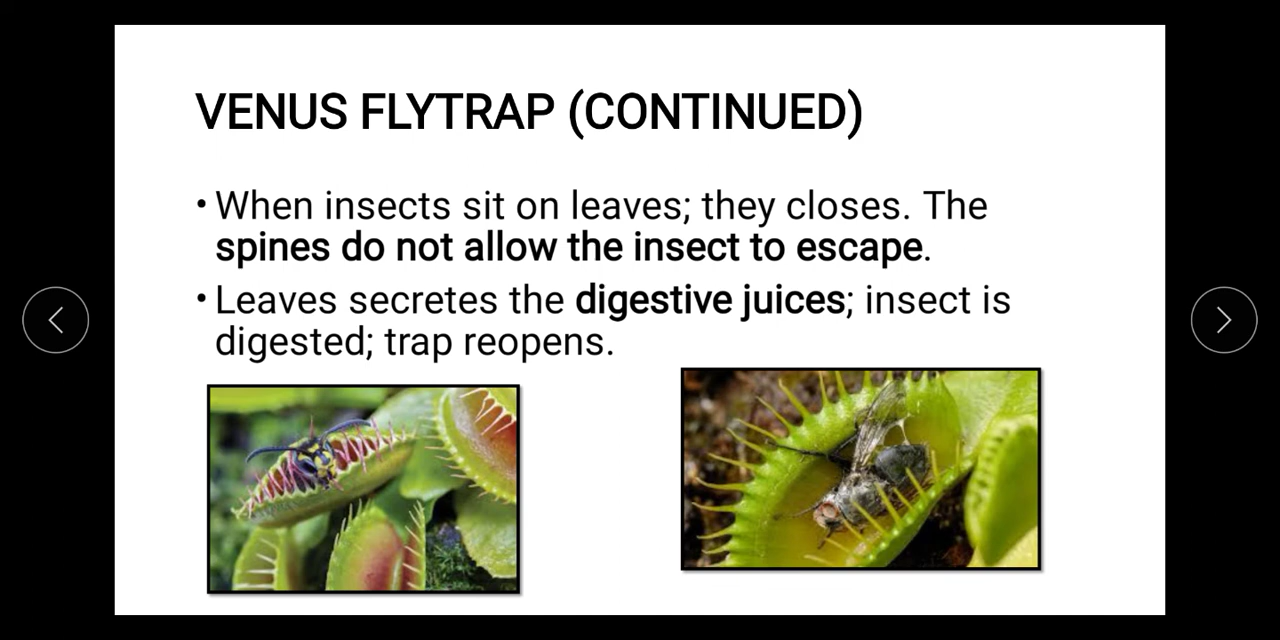 VENUS FLYTRAP (CONTINUED)
• When insects sit on leaves; they closes. The
spines do not allow the insect to escape.
• Leaves secretes the digestive juices; insect is
digested; trap reopens.